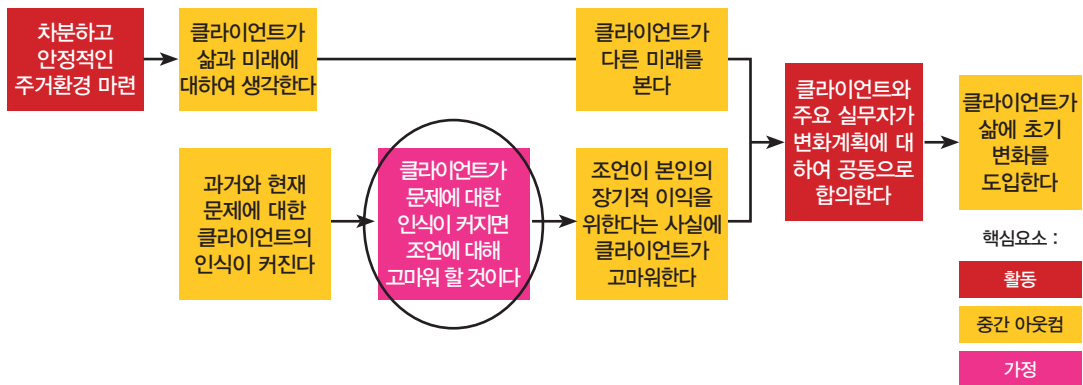 차분하고
안정적인
주거환경 마련
클라이언트가
삶과 미래에
대하여 생각한다
클라이언트가
다른 미래를
본다
과거와 현재
문제에 대한
클라이언트의
인식이 커진다
클라이언트가
문제에 대한
인식이 커지면
조언에 대해
고마워 할 것이다
조언이 본인의
장기적 이익을
위한다는 사실에
클라이언트가
고마워한다
클라이언트와
주요 실무자가
변화계획에 대
하여 공동으로
합의한다
클라이언트가
삶에 초기
변화를
도입한다
핵심요소 :
활동
중간 아웃컴
가정